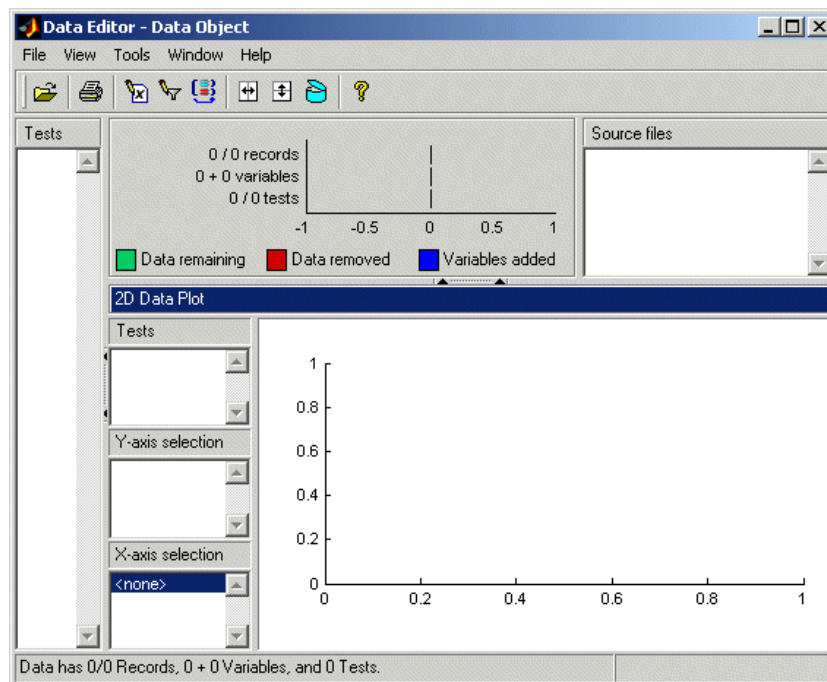 Data Editor - Data Object
File View Tools Window Help
Tests
0 / 0 records
0 + 0 variables
0 / 0 tests
-1 -0.5 0 0.5 1
Data remaining Data removed Variables added
Source files
2D Data Plot
Tests
Y-axis selection
X-axis selection
<none>
1
0.8
0.6
0.4
0.2
0
0 0.2 0.4 0.6 0.8 1
Data has 0/0 Records, 0 + 0 Variables, and 0 Tests.